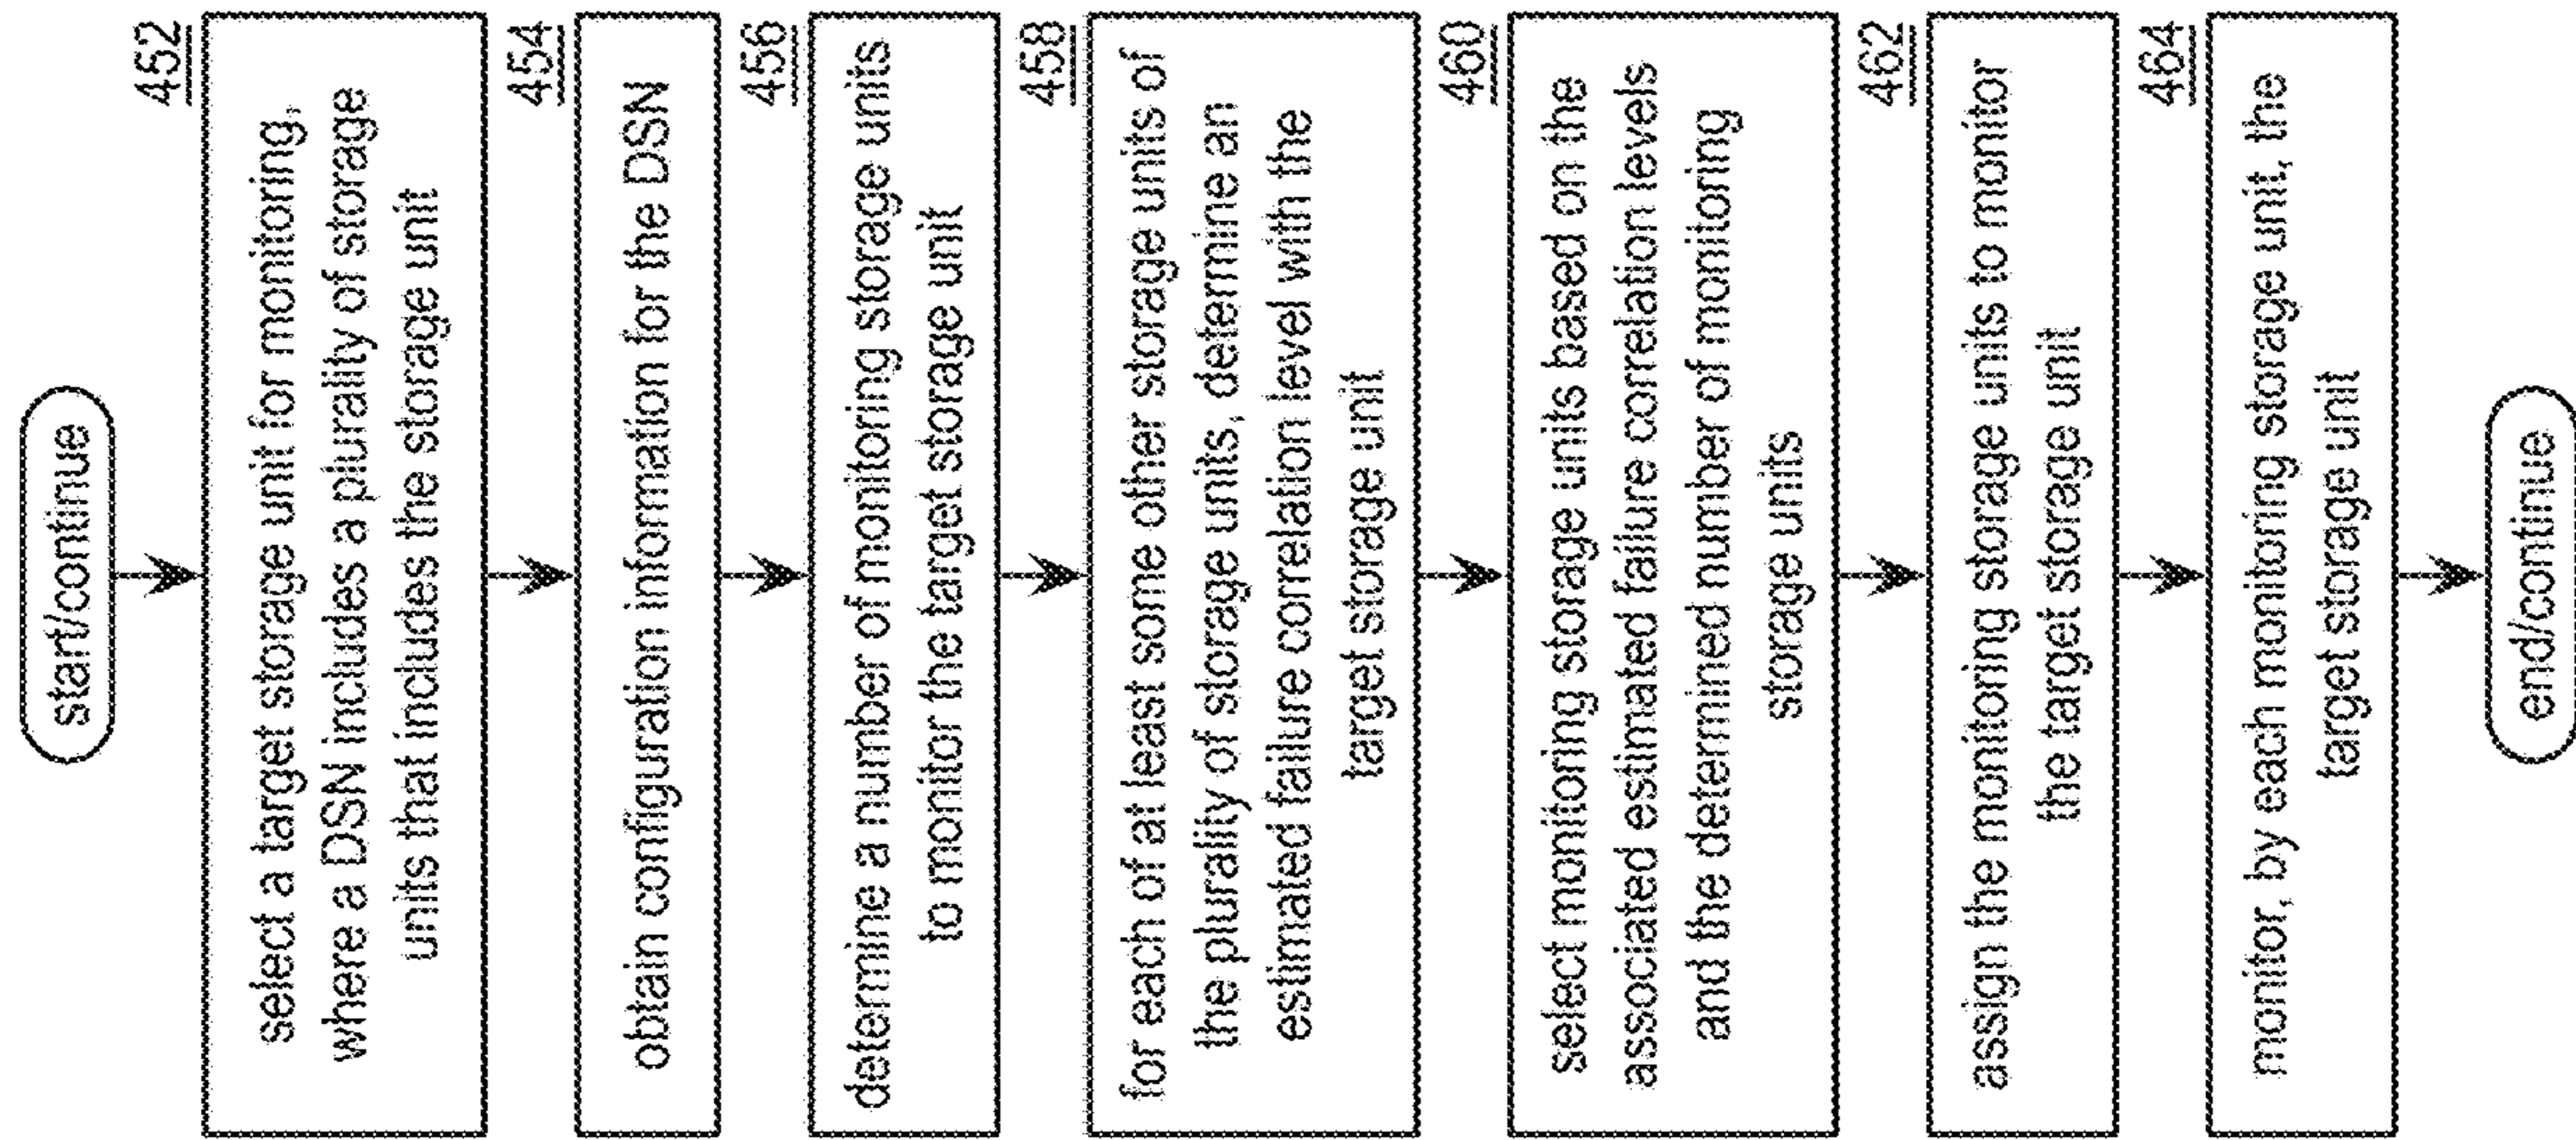 start/continue
452
select a target storage unit for monitoring,
where a DSN includes a plurality of storage
units that includes the storage unit
454
obtain configuration information for the DSN
456
determine a number of monitoring storage units
to monitor the target storage unit
458
for each of at least some other storage units of
the plurality of storage units, determine an
estimated failure correlation level with the
target storage unit
460
select monitoring storage units based on the
associated estimated failure correlation levels
and the determined number of monitoring
storage units
462
assign the monitoring storage units to monitor
the target storage unit
464
monitor, by each monitoring storage unit, the
target storage unit
end/continue